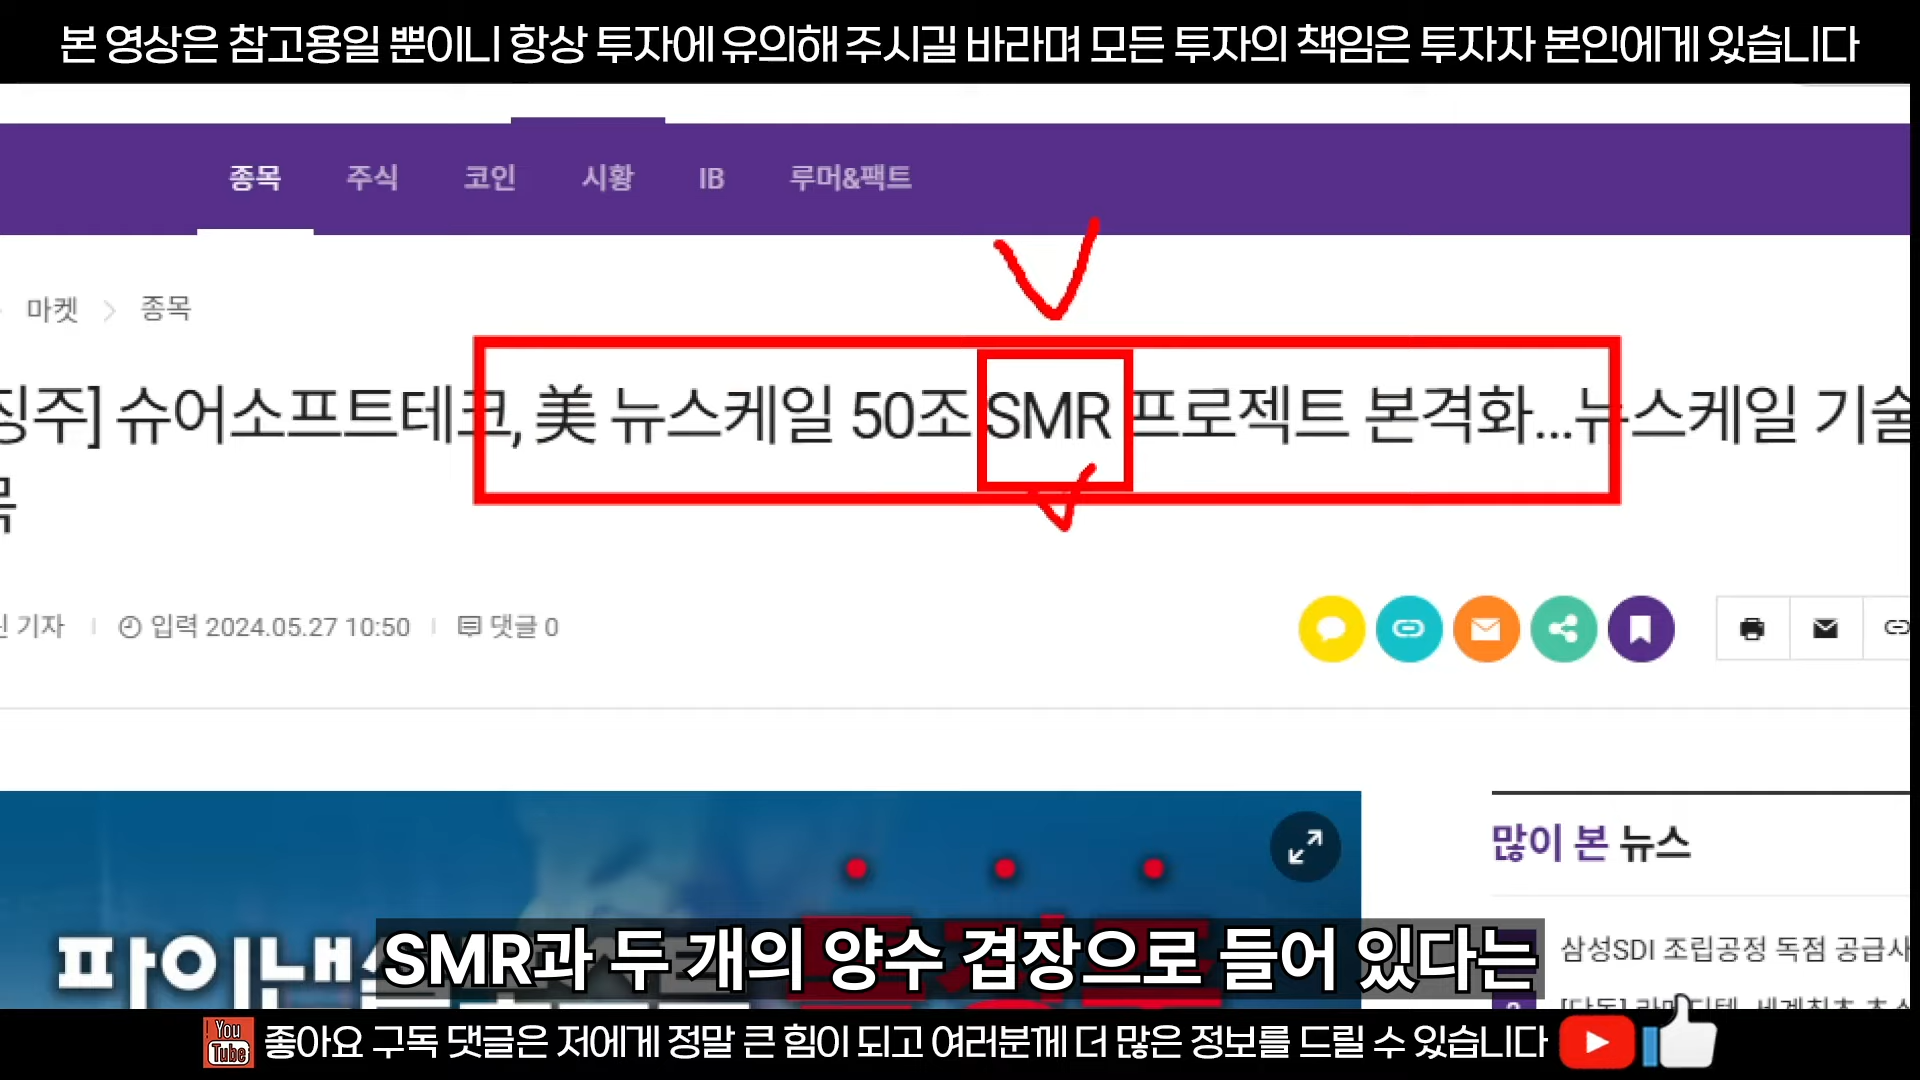 본 영상은 참고용일 뿐이니 항상 투자에 유의해 주시길 바라며 모든 투자의 책임은 투자자 본인에게 있습니다
종목 주식 코인 시황 IB 루머&팩트
마켓 > 종목
징주] 슈어소프트테크, 美 뉴스케일 50조 SMR 프로젝트 본격화...뉴스케일 기술
목
기자 입력 2024.05.27 10:50 댓글 0
많이 본 뉴스
삼성SDI 조립공정 독점 공급사
파이낸
SMR과 두 개의 양수 겸장으로 들어 있다는
You Tube 좋아요 구독 댓글은 저에게 정말 큰 힘이 되고 여러분께 더 많은 정보를 드릴 수 있습니다